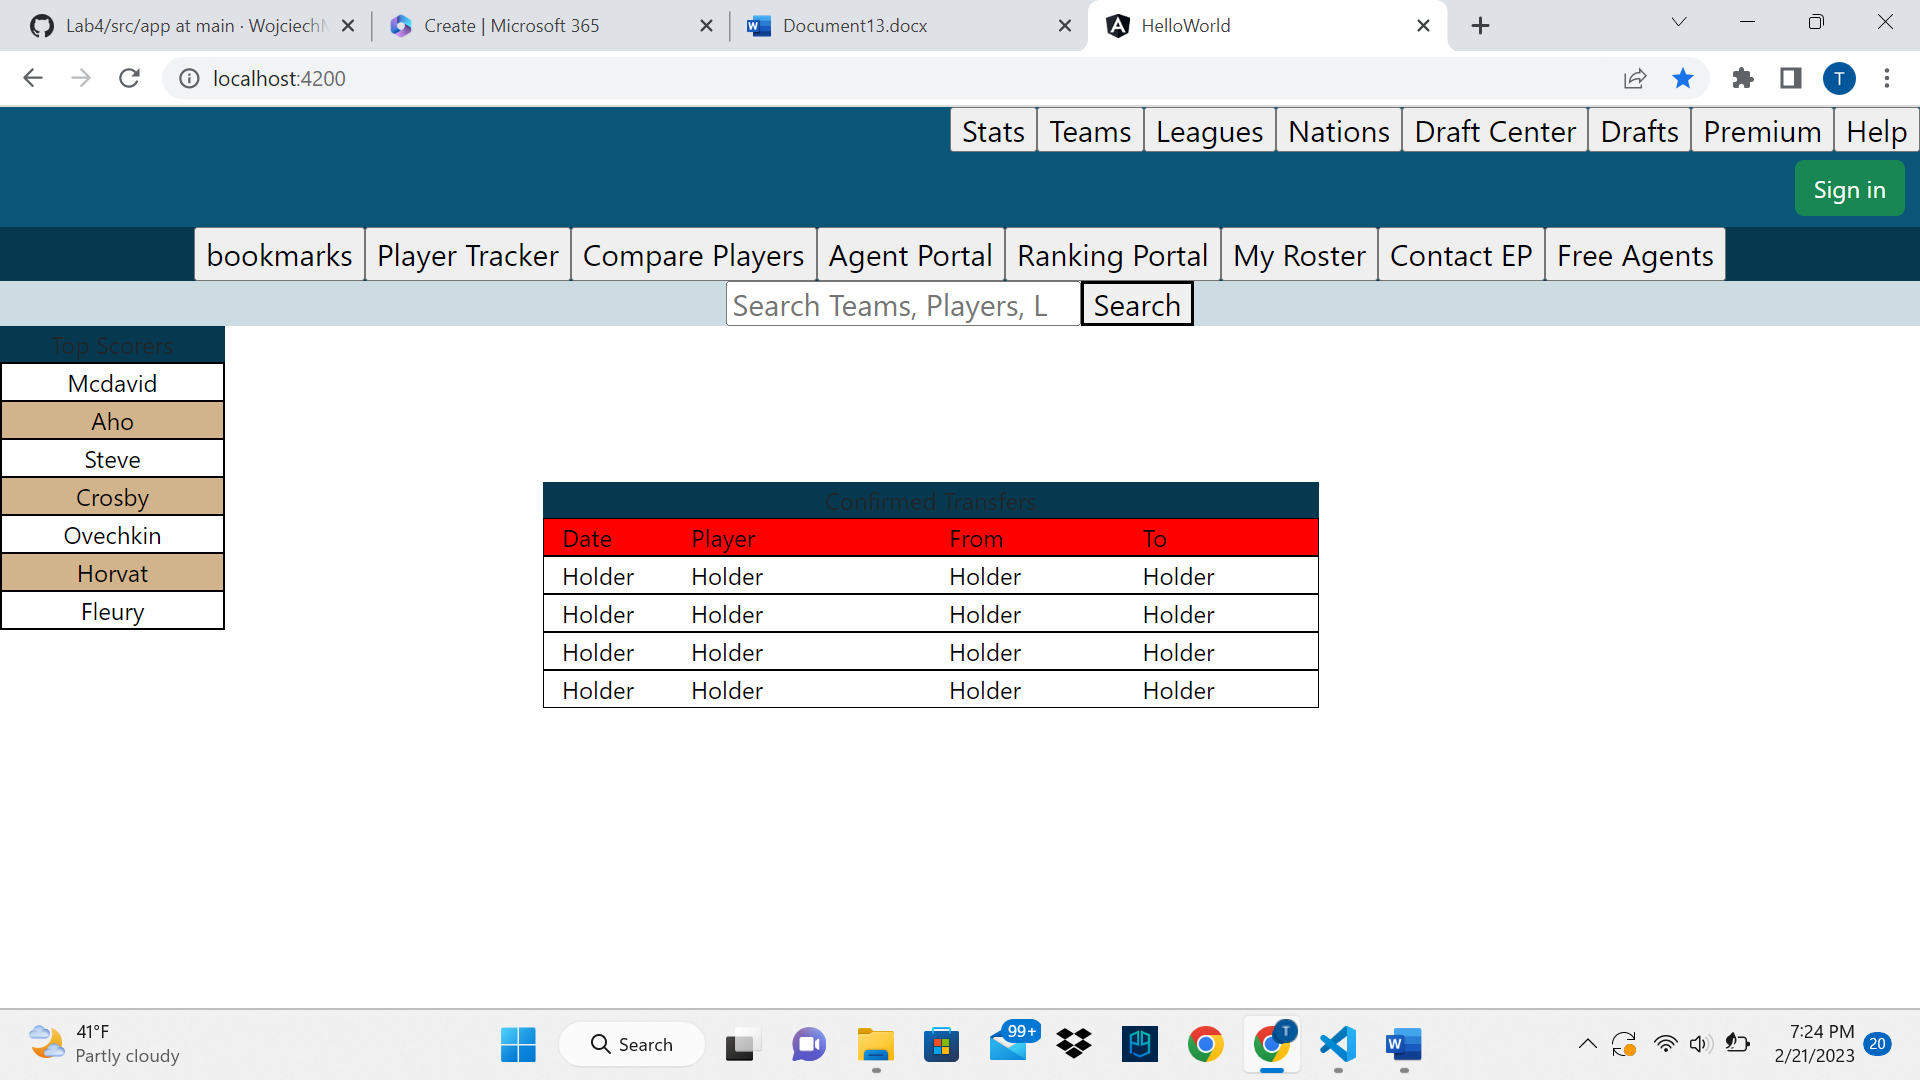 Lab4/src/app at main · Wojciech
Create | Microsoft 365
Document13.docx
HelloWorld
localhost:4200
T
Stats Teams Leagues Nations Draft Center Drafts Premium Help
Sign in
bookmarks Player Tracker Compare Players Agent Portal Ranking Portal My Roster Contact EP Free Agents
Search Teams, Players, L Search
Top Scorers
Mcdavid
Aho
Steve
Crosby
Ovechkin
Horvat
Fleury
Confirmed Transfers
Date Player From To
Holder Holder Holder Holder
Holder Holder Holder Holder
Holder Holder Holder Holder
Holder Holder Holder Holder
41°F
Partly cloudy
Search
99+
T
W
7:24 PM
2/21/2023
20